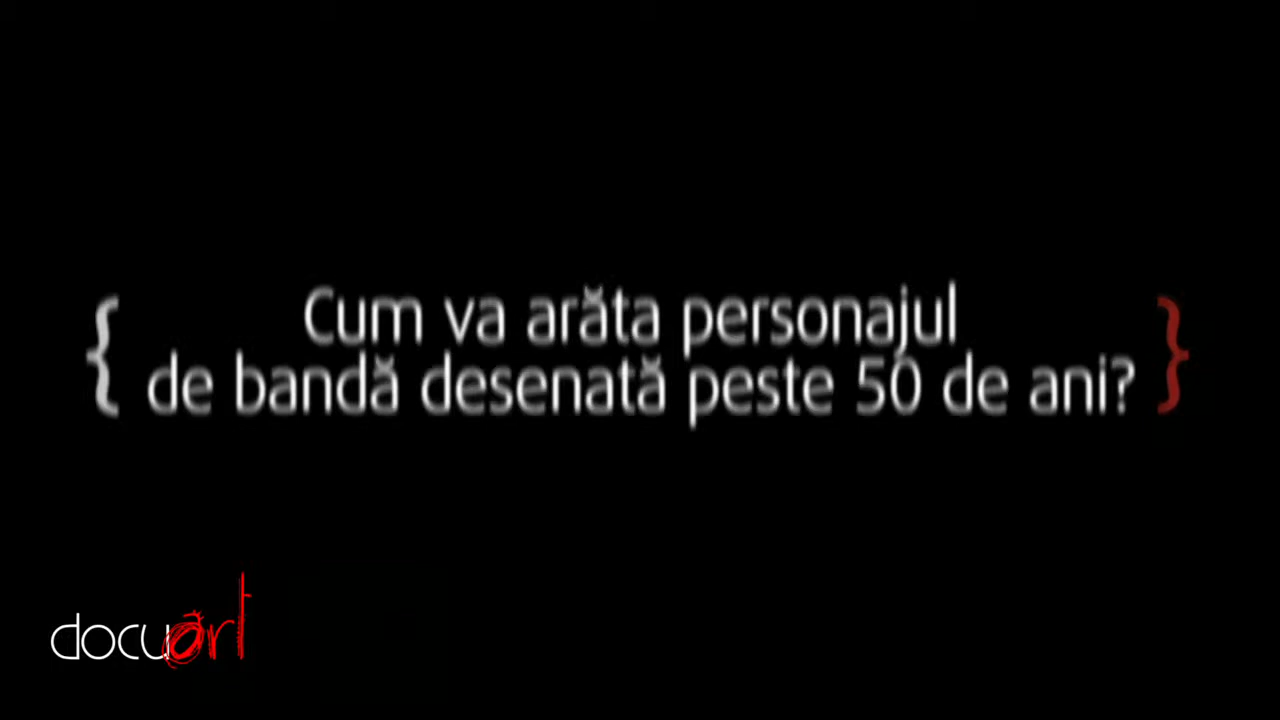 { Cum va arăta personajul
de bandă desenată peste 50 de ani? }
docuart